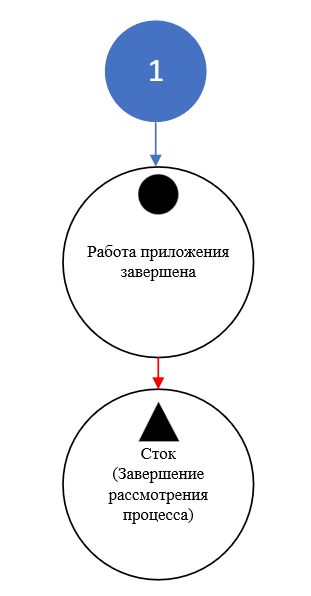 1
Работа приложения
завершена
Сток
(Завершение
рассмотрения
процесса)